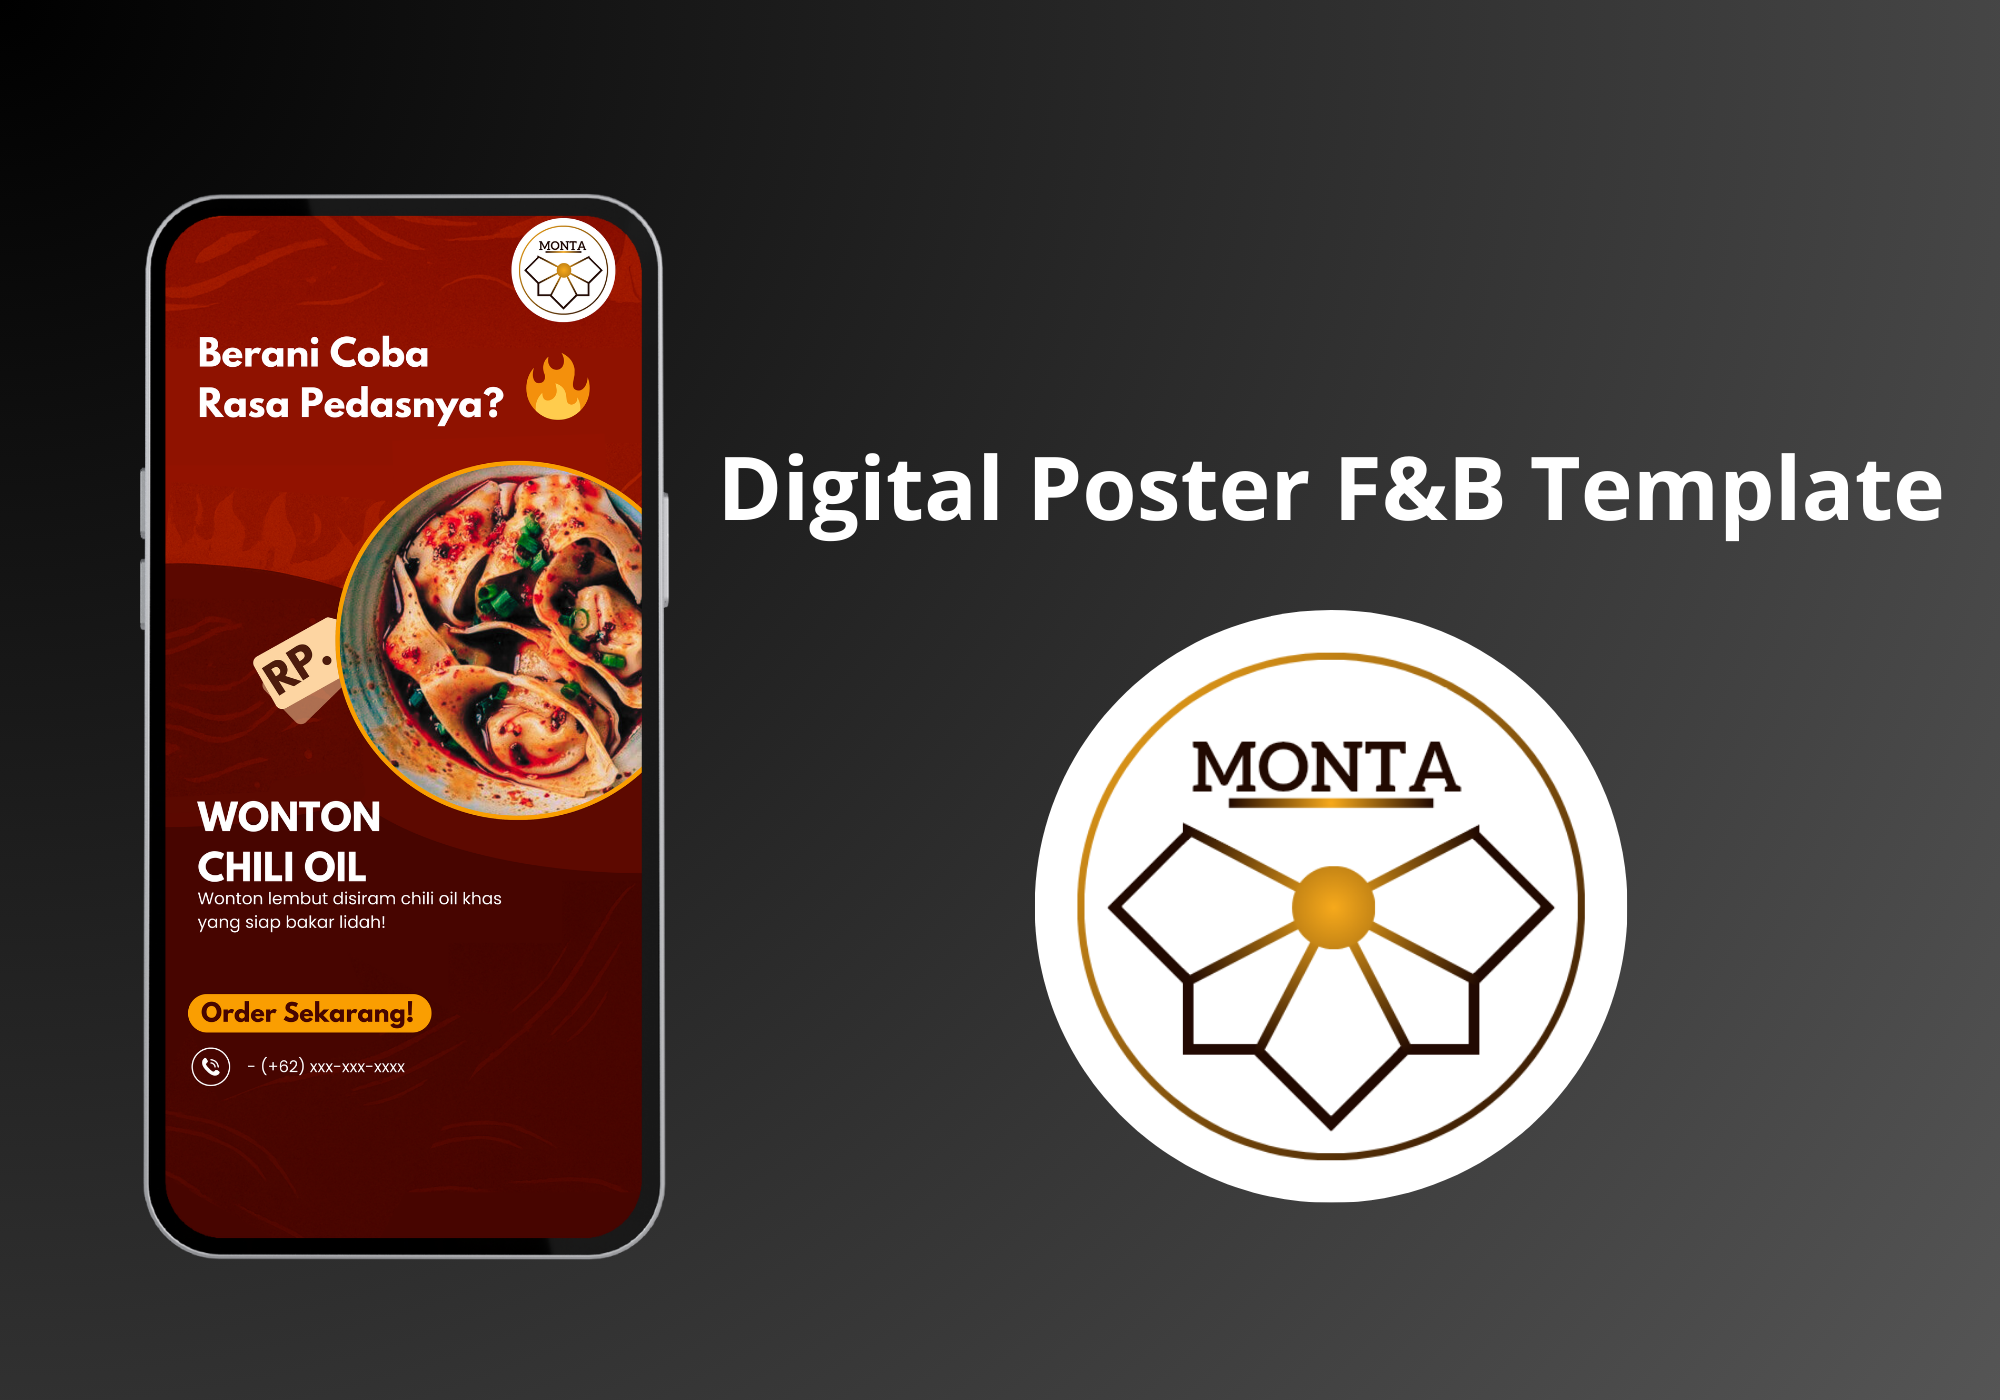 MONTA
Berani Coba
Rasa Pedasnya?
RP.
WONTON
CHILI OIL
Wonton lembut disiram chili oil khas
yang siap bakar lidah!
Order Sekarang!
- (+62) xxx-xxx-xxxx
Digital Poster F&B Template
MONTA